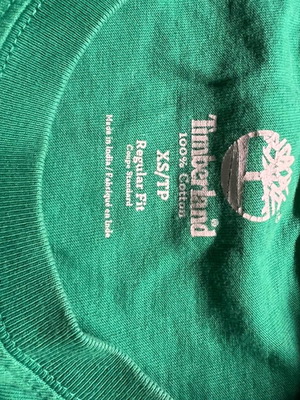 Timberland
100% Cotton
XS/TP
Regular Fit
Coupe Standard
Made in India / Fabriqué en Inde